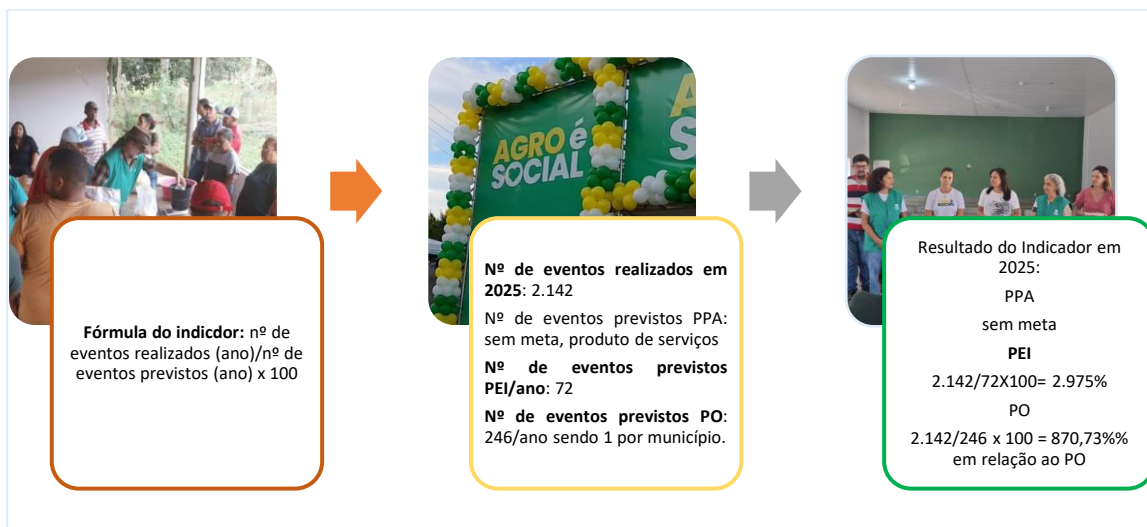 Fórmula do indicdor: nº de
eventos realizados (ano)/nº de
eventos previstos (ano) x 100
AGRO é
SOCIAL
Nº de eventos realizados em
2025: 2.142
Nº de eventos previstos PPA:
sem meta, produto de serviços
Nº de eventos previstos
PEI/ano: 72
Nº de eventos previstos PO:
246/ano sendo 1 por município.
Resultado do Indicador em
2025:
PPA
sem meta
PEI
2.142/72X100= 2.975%
PO
2.142/246 x 100 = 870,73%%
em relação ao PO